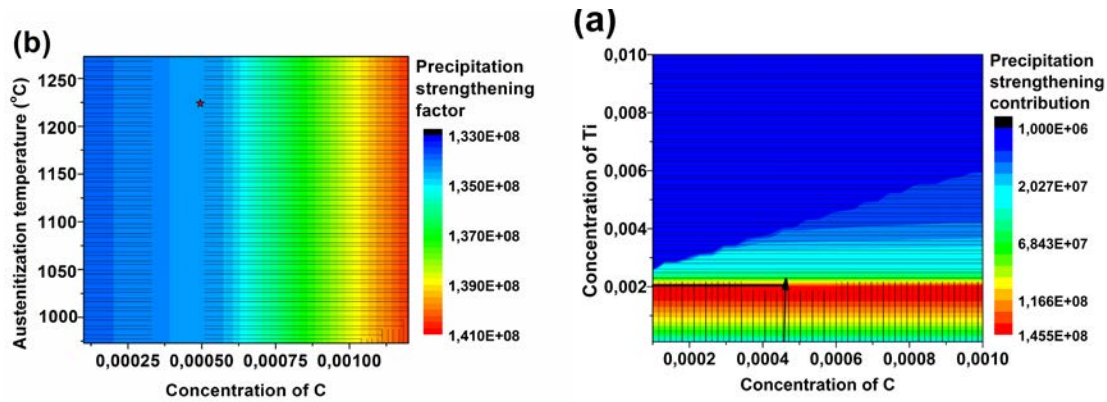 (b)
Austenitization temperature (°C)
1250
1200
1150
1100
1050
1000
0,00025 0,00050 0,00075 0,00100
Concentration of C
Precipitation
strengthening
factor
1,330E+08
1,350E+08
1,370E+08
1,390E+08
1,410E+08
(a)
Concentration of Ti
0,010
0,008
0,006
0,004
0,002
0,0002 0,0004 0,0006 0,0008 0,0010
Concentration of C
Precipitation
strengthening
contribution
1,000E+06
2,027E+07
6,843E+07
1,166E+08
1,455E+08